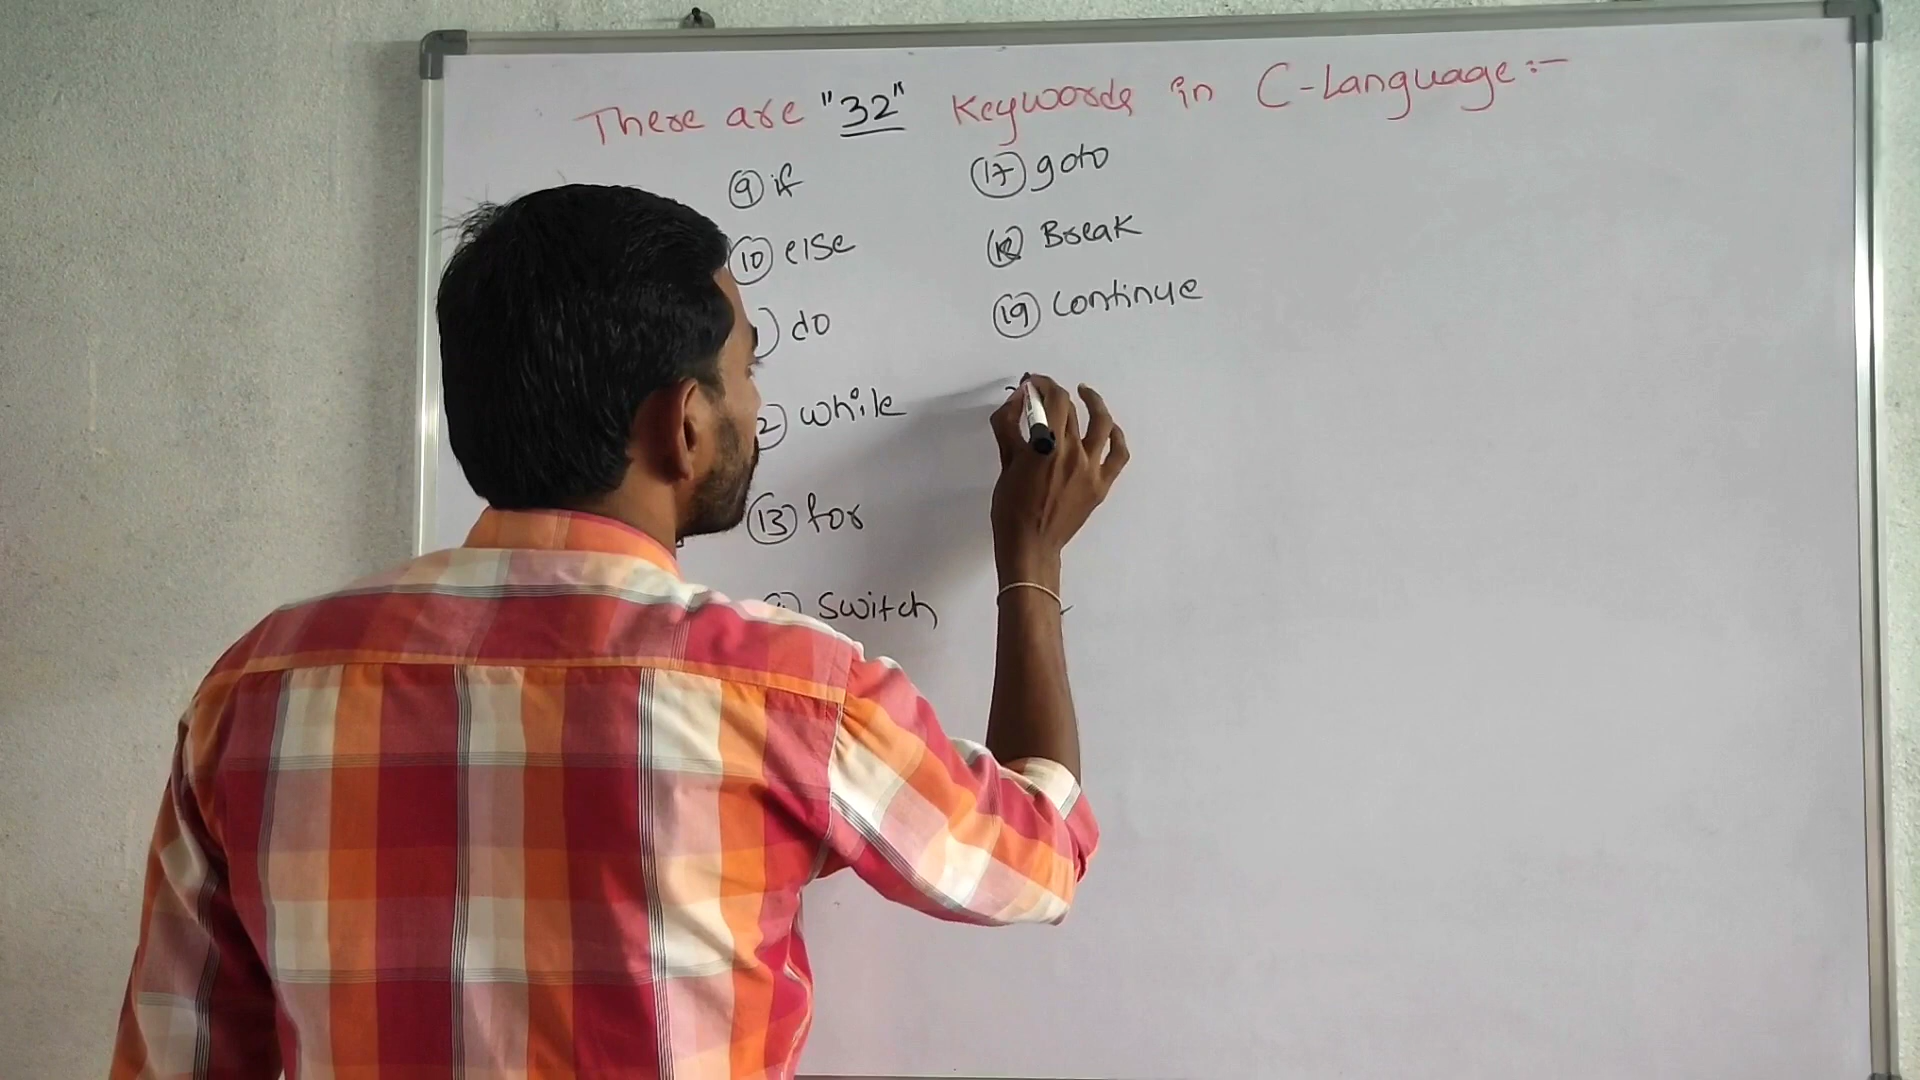 There are "32" Keywords in C-Language:-
9 if
10 else
do
while
13 for
switch
17 goto
Break
19 continue